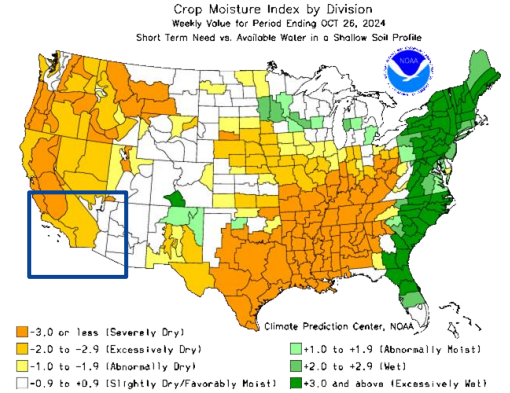 Crop Moisture Index by Division
Weekly Value for Period Ending OCT 26, 2024
Short Term Need vs. Available Water in a Shallow Soil Profile
NOAA
Climate Prediction Center, NOAA
-3.0 or less (Severely Dry)
-2.0 to -2.9 (Excessively Dry)
-1.0 to -1.9 (Abnormally Dry)
-0.9 to +0.9 (Slightly Dry/Favorably Moist)
+1.0 to +1.9 (Abnormally Moist)
+2.0 to +2.9 (Wet)
+3.0 and above (Excessively Wet)